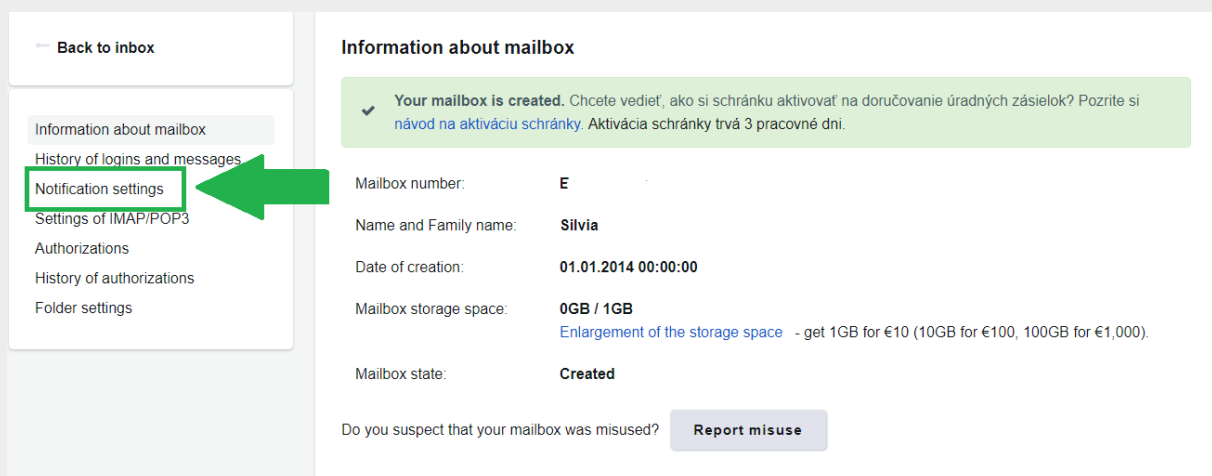 Back to inbox
Information about mailbox
History of logins and messages
Notification settings
Settings of IMAP/POP3
Authorizations
History of authorizations
Folder settings
Information about mailbox
Your mailbox is created. Chcete vedieť, ako si schránku aktivovať na doručovanie úradných zásielok? Pozrite si
návod na aktiváciu schránky. Aktivácia schránky trvá 3 pracovné dni.
Mailbox number: E
Name and Family name: Silvia
Date of creation: 01.01.2014 00:00:00
Mailbox storage space: 0GB / 1GB
Enlargement of the storage space - get 1GB for €10 (10GB for €100, 100GB for €1,000).
Mailbox state: Created
Do you suspect that your mailbox was misused? Report misuse